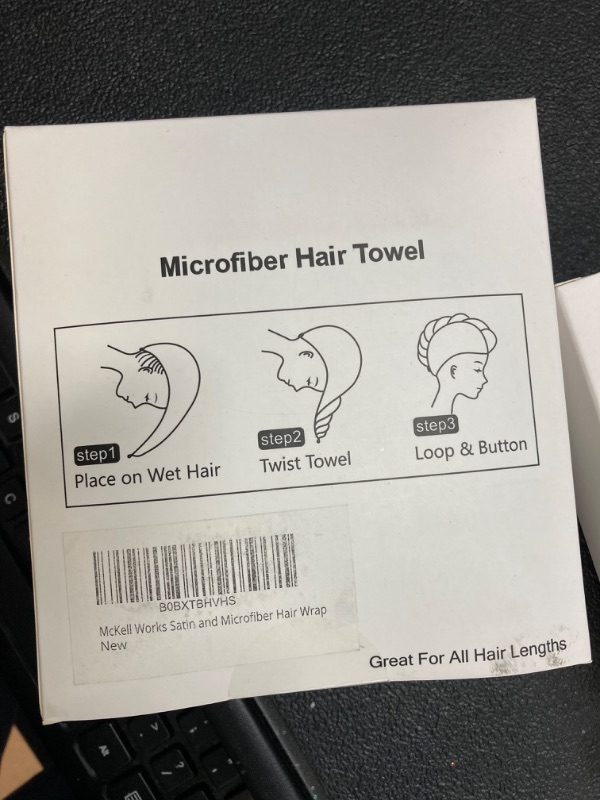 Microfiber Hair Towel
step1
Place on Wet Hair
step2
Twist Towel
step3
Loop & Button
B0BXTBHVHS
McKell Works Satin and Microfiber Hair Wrap
New
Great For All Hair Lengths
S
C
Alt